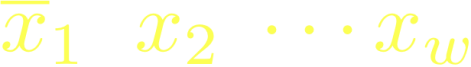 x̅₁ x₂ ⋯ x_w